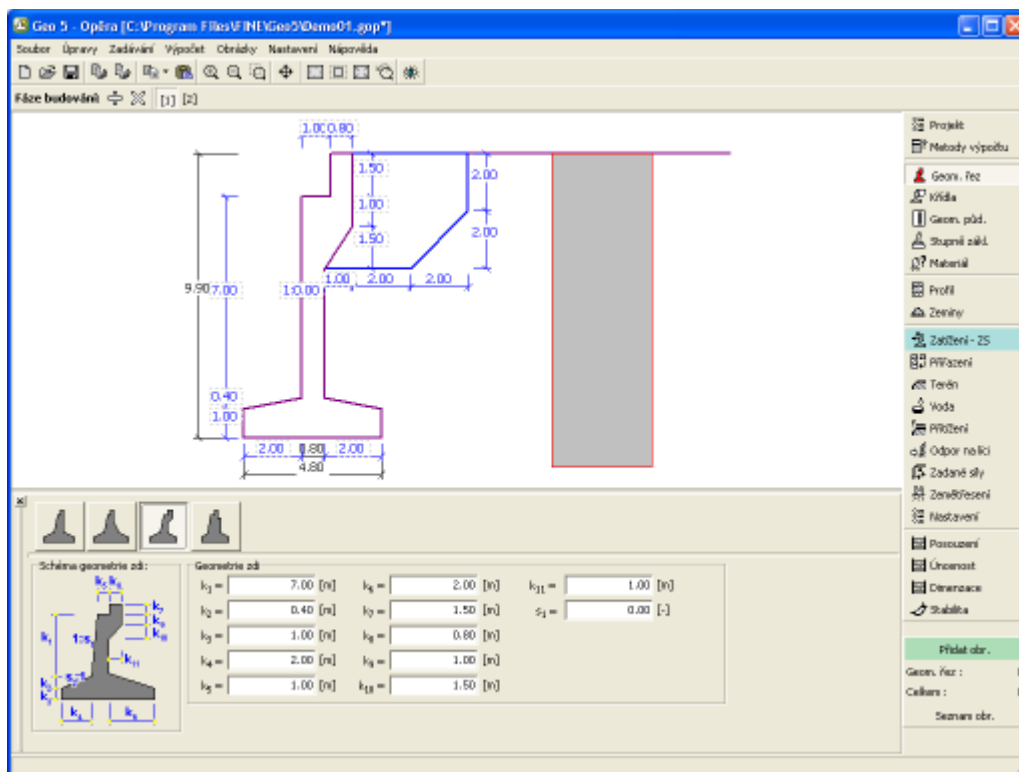 Geo 5 - Opěra [C:\Program Files\FINE\Geo5\Demo01.gop*]
Soubor Úpravy Zadávání Výpočet Obrázky Nastavení Nápověda
Fáze budování: [1] [2]
1.00 0.80
1.50
2.00
1.00
2.00
1.50
1.00 2.00 2.00
9.90 7.00 1:0.00
0.40
1.00
2.00 0.80 2.00
4.80
Projekt
Metody výpočtu
Geom. řez
Křídla
Geom. půd.
Stupně zákl.
Materiál
Profil
Zeminy
Zatížení - ZS
Přiřazení
Terén
Voda
Přitížení
Odpor na líci
Zadané síly
Zemětřesení
Nastavení
Posouzení
Únosnost
Dimenzace
Stabilita
Přidat obr.
Geom. řez :
Celkem :
Seznam obr.
Schéma geometrie zdi:
Geometrie zdi
k1 = 7.00 [m] k6 = 2.00 [m] k11 = 1.00 [m]
k2 = 0.40 [m] k7 = 1.50 [m] s1 = 0.00 [-]
k3 = 1.00 [m] k8 = 0.80 [m]
k4 = 2.00 [m] k9 = 1.00 [m]
k5 = 1.00 [m] k10 = 1.50 [m]